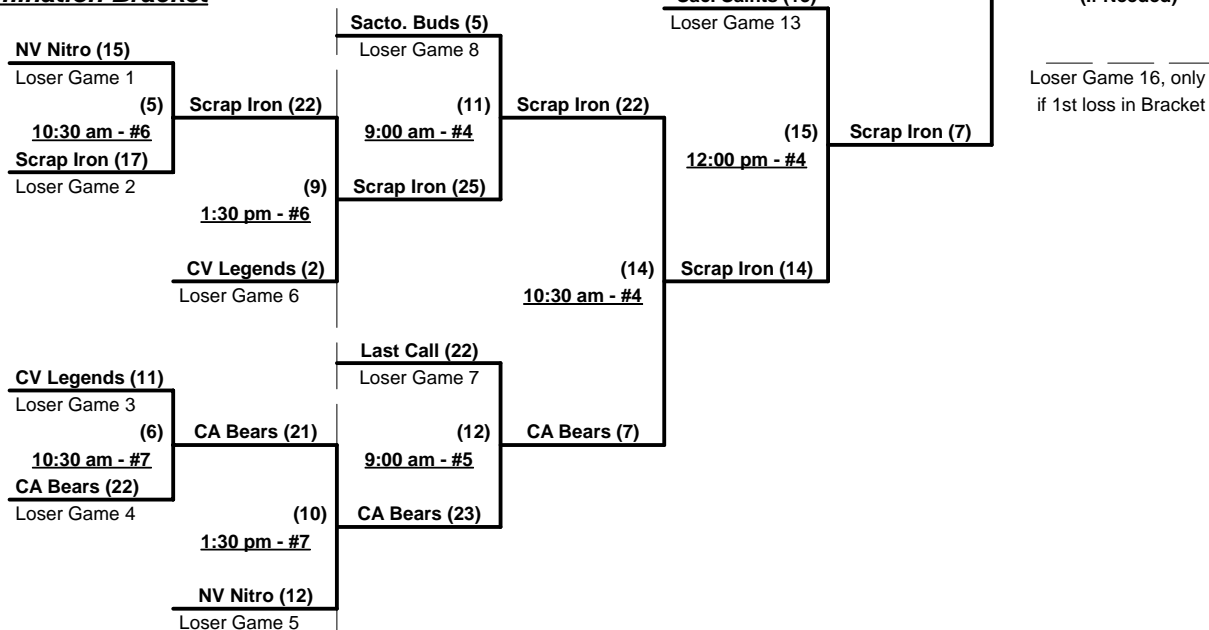 Sacto. Buds (5)
Loser Game 8
Loser Game 13
NV Nitro (15)
Loser Game 1
(5)
10:30 am - #6
Scrap Iron (17)
Loser Game 2
Scrap Iron (22)
(9)
1:30 pm - #6
CV Legends (2)
Loser Game 6
(11)
9:00 am - #4
Scrap Iron (25)
Scrap Iron (22)
(14)
10:30 am - #4
(15)
12:00 pm - #4
Scrap Iron (14)
Scrap Iron (7)
Loser Game 16, only
if 1st loss in Bracket
Last Call (22)
Loser Game 7
CV Legends (11)
Loser Game 3
(6)
10:30 am - #7
CA Bears (22)
Loser Game 4
CA Bears (21)
(10)
1:30 pm - #7
NV Nitro (12)
Loser Game 5
(12)
9:00 am - #5
CA Bears (23)
CA Bears (7)